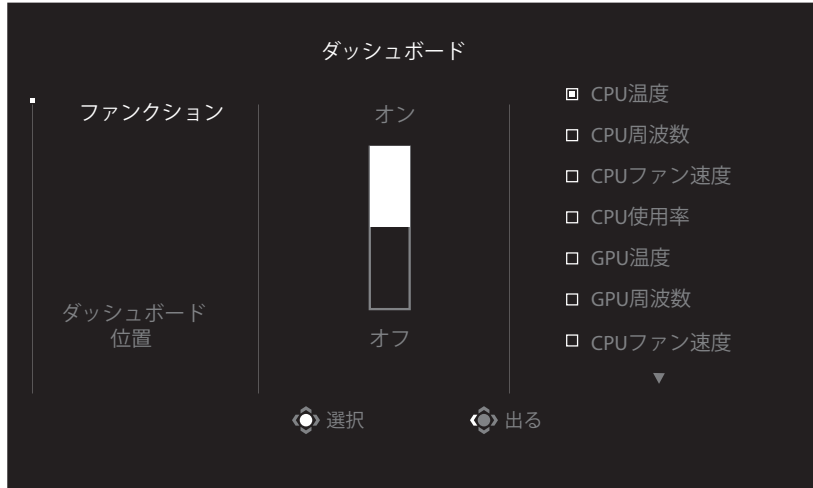 ダッシュボード
ファンクション
ダッシュボード
位置
オン
オフ
CPU温度
CPU周波数
CPUファン速度
CPU使用率
GPU温度
GPU周波数
CPUファン速度
選択
出る